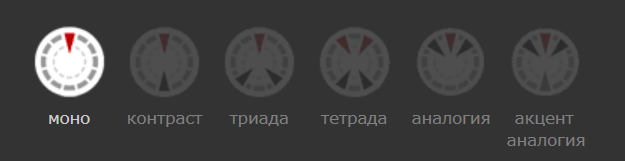 моно контраст триада тетрада аналогия акцент
аналогия